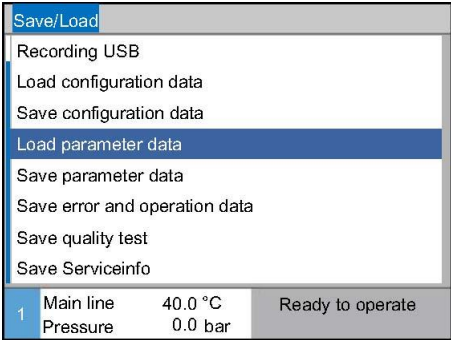 Save/Load
Recording USB
Load configuration data
Save configuration data
Load parameter data
Save parameter data
Save error and operation data
Save quality test
Save Serviceinfo
1 Main line 40.0 °C Ready to operate
Pressure 0.0 bar